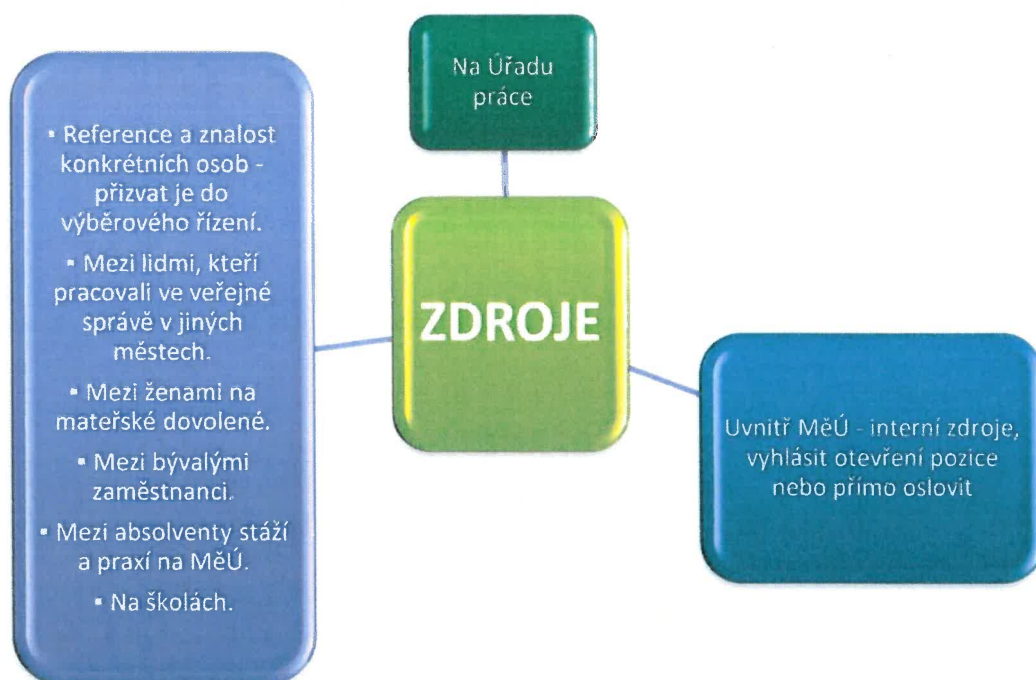 Na Úřadu
práce
▪ Reference a znalost
konkrétních osob -
přizvat je do
výběrového řízení.
▪ Mezi lidmi, kteří
pracovali ve veřejné
správě v jiných
městech.
▪ Mezi ženami na
mateřské dovolené.
▪ Mezi bývalými
zaměstnanci.
▪ Mezi absolventy stáží
a praxí na MěÚ.
▪ Na školách.
ZDROJE
Uvnitř MěÚ - interní zdroje,
vyhlásit otevření pozice
nebo přímo oslovit